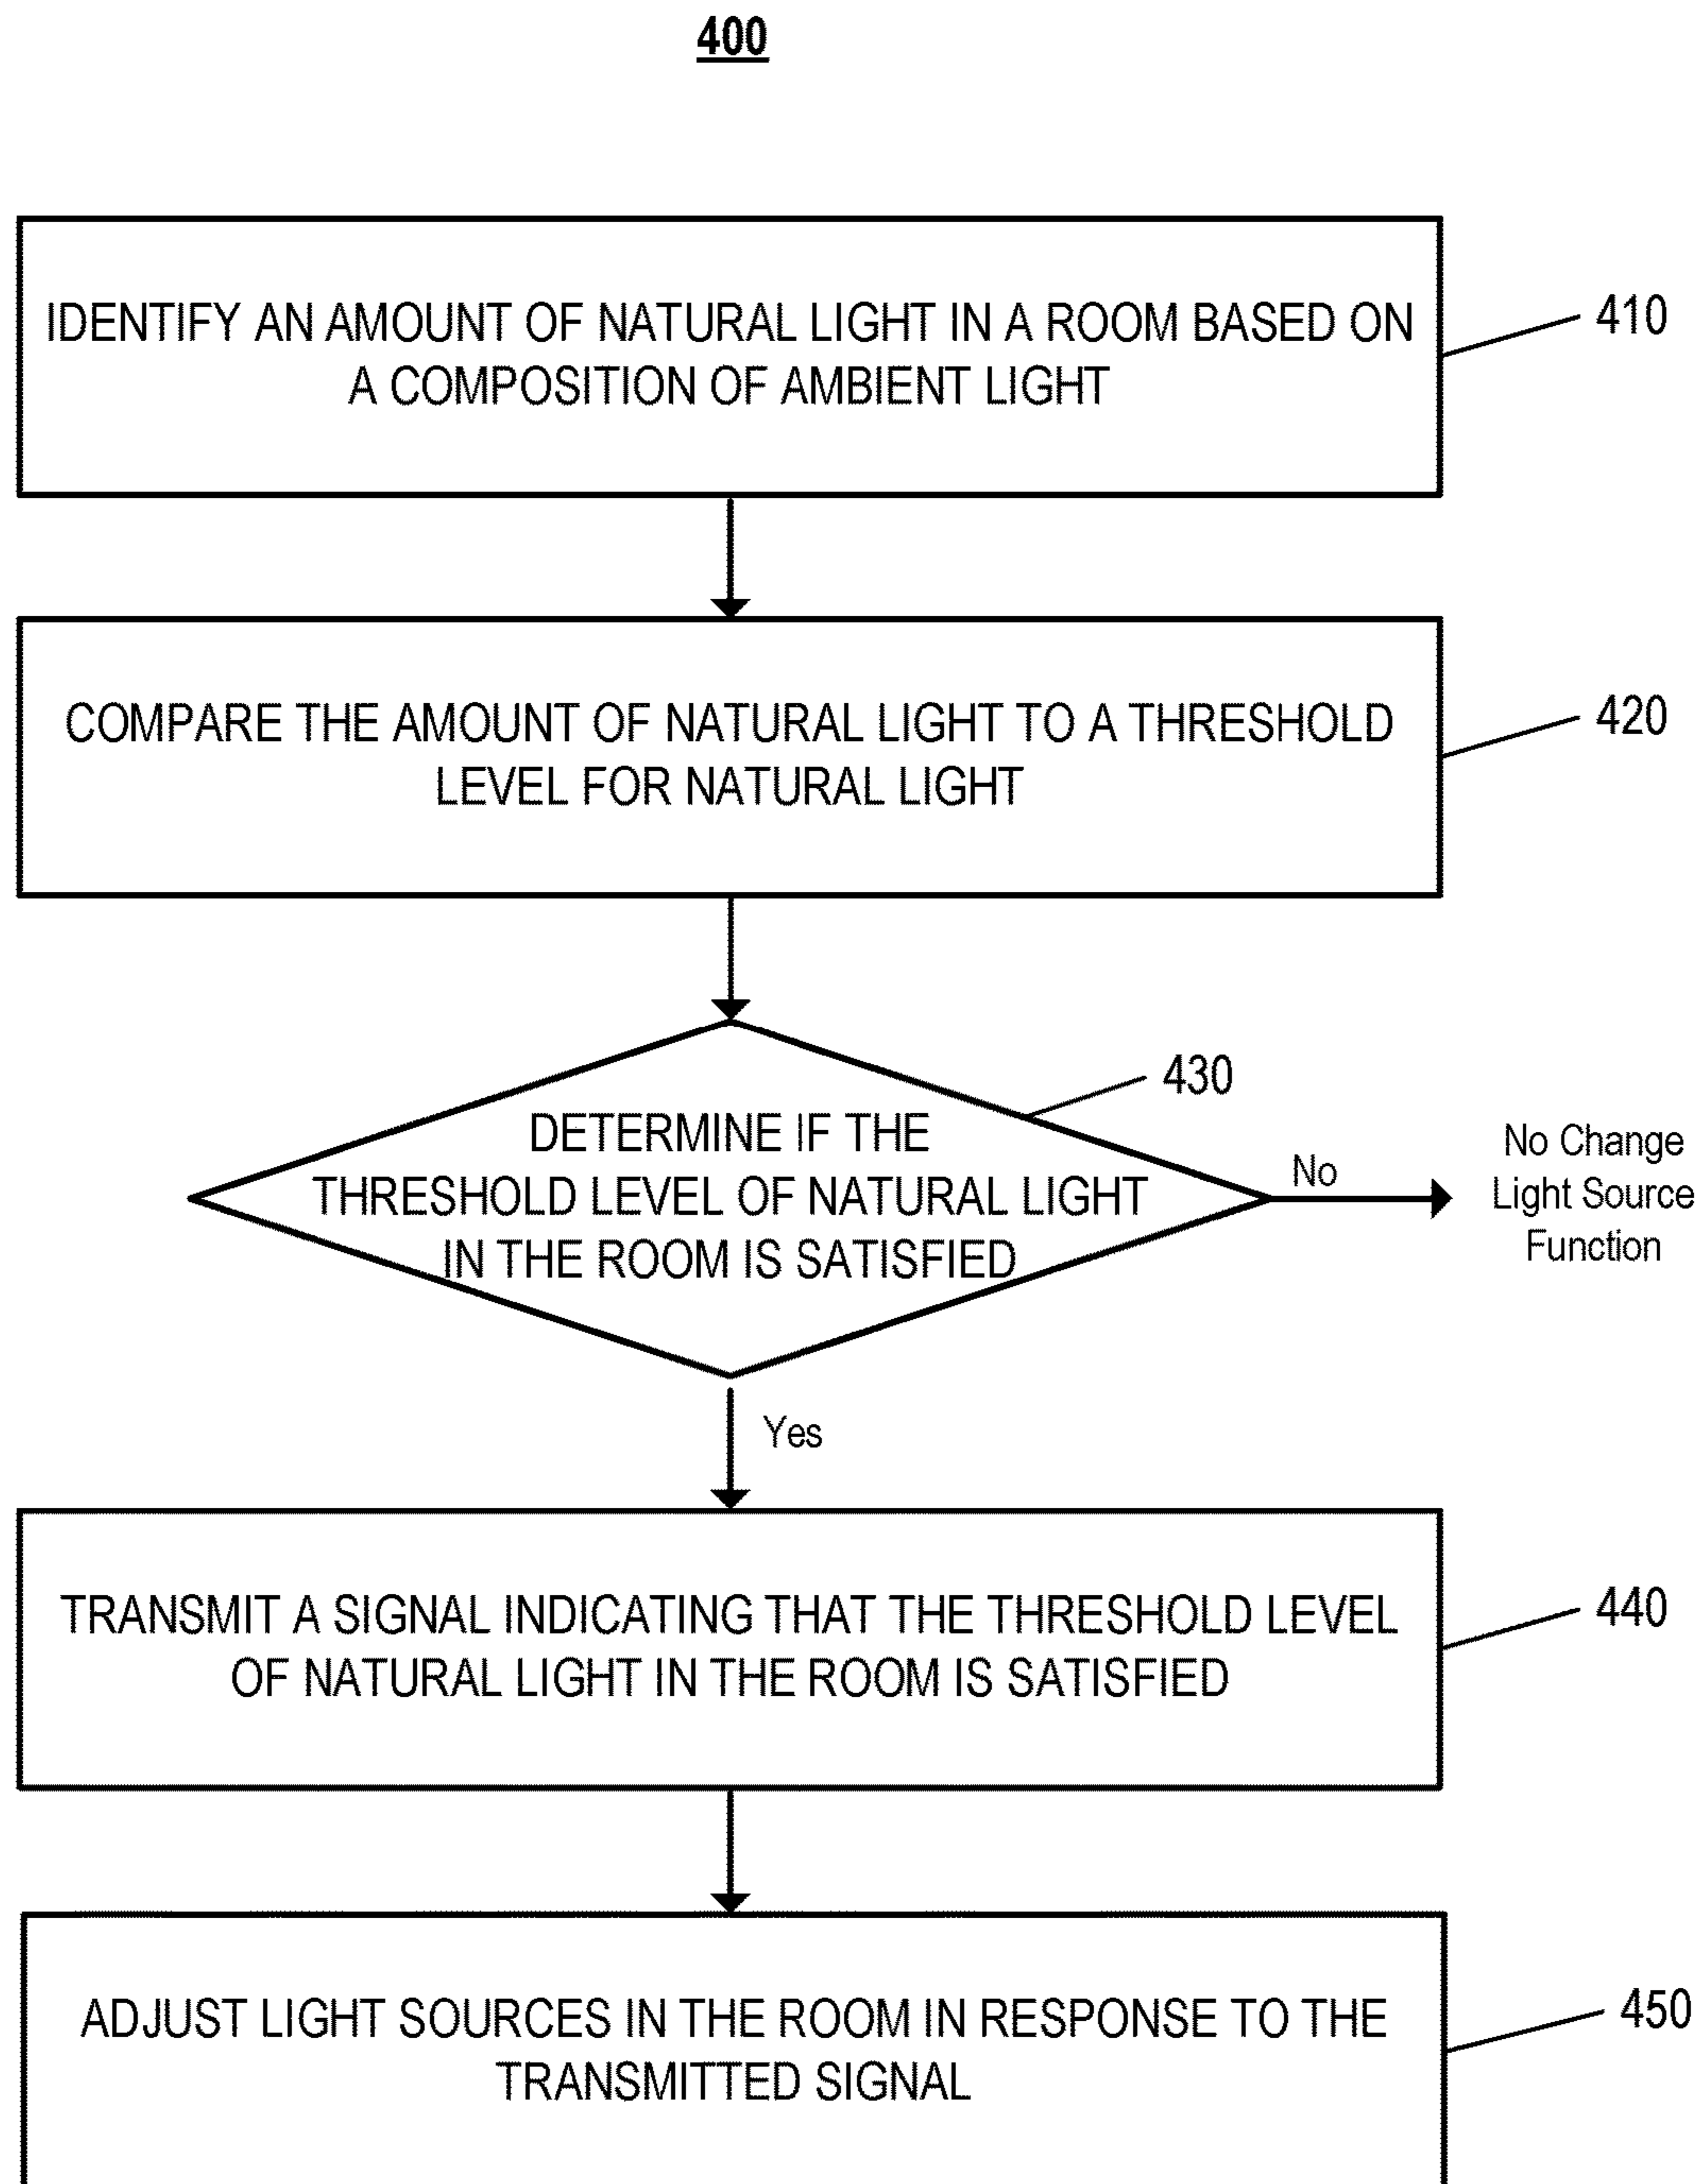 400
IDENTIFY AN AMOUNT OF NATURAL LIGHT IN A ROOM BASED ON
A COMPOSITION OF AMBIENT LIGHT
410
COMPARE THE AMOUNT OF NATURAL LIGHT TO A THRESHOLD
LEVEL FOR NATURAL LIGHT
420
430
DETERMINE IF THE
THRESHOLD LEVEL OF NATURAL LIGHT
IN THE ROOM IS SATISFIED
No
No Change
Light Source
Function
Yes
TRANSMIT A SIGNAL INDICATING THAT THE THRESHOLD LEVEL
OF NATURAL LIGHT IN THE ROOM IS SATISFIED
440
ADJUST LIGHT SOURCES IN THE ROOM IN RESPONSE TO THE
TRANSMITTED SIGNAL
450